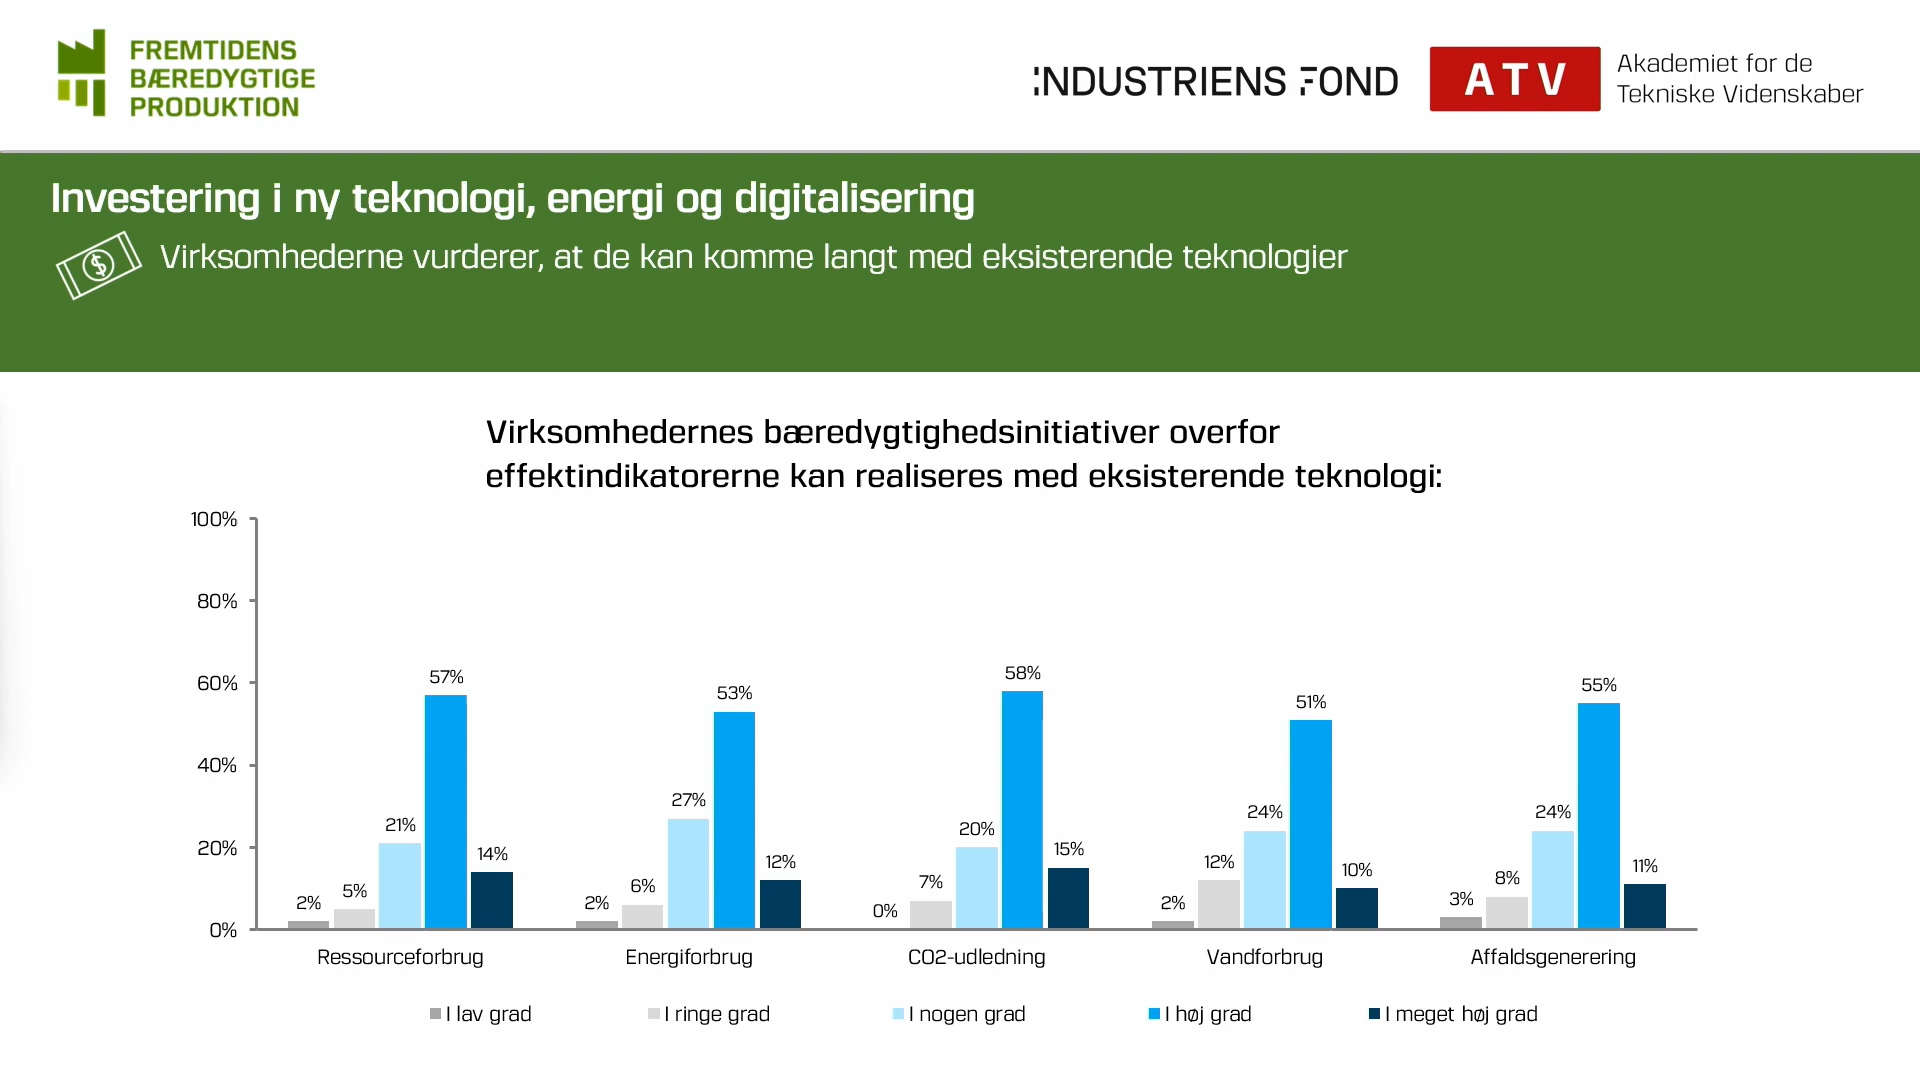 FREMTIDENS
BÆREDYGTIGE
PRODUKTION
INDUSTRIENS FOND
ATV
Akademiet for de
Tekniske Videnskaber
Investering i ny teknologi, energi og digitalisering
$
Virksomhederne vurderer, at de kan komme langt med eksisterende teknologier
Virksomhedernes bæredygtighedsinitiativer overfor
effektindikatorerne kan realiseres med eksisterende teknologi:
100%
80%
60%
40%
20%
0%
2% 5% 21% 57% 14%
2% 6% 27% 53% 12%
0% 7% 20% 58% 15%
2% 12% 24% 51% 10%
3% 8% 24% 55% 11%
Ressourceforbrug Energiforbrug CO2-udledning Vandforbrug Affaldsgenerering
I lav grad I ringe grad I nogen grad I høj grad I meget høj grad